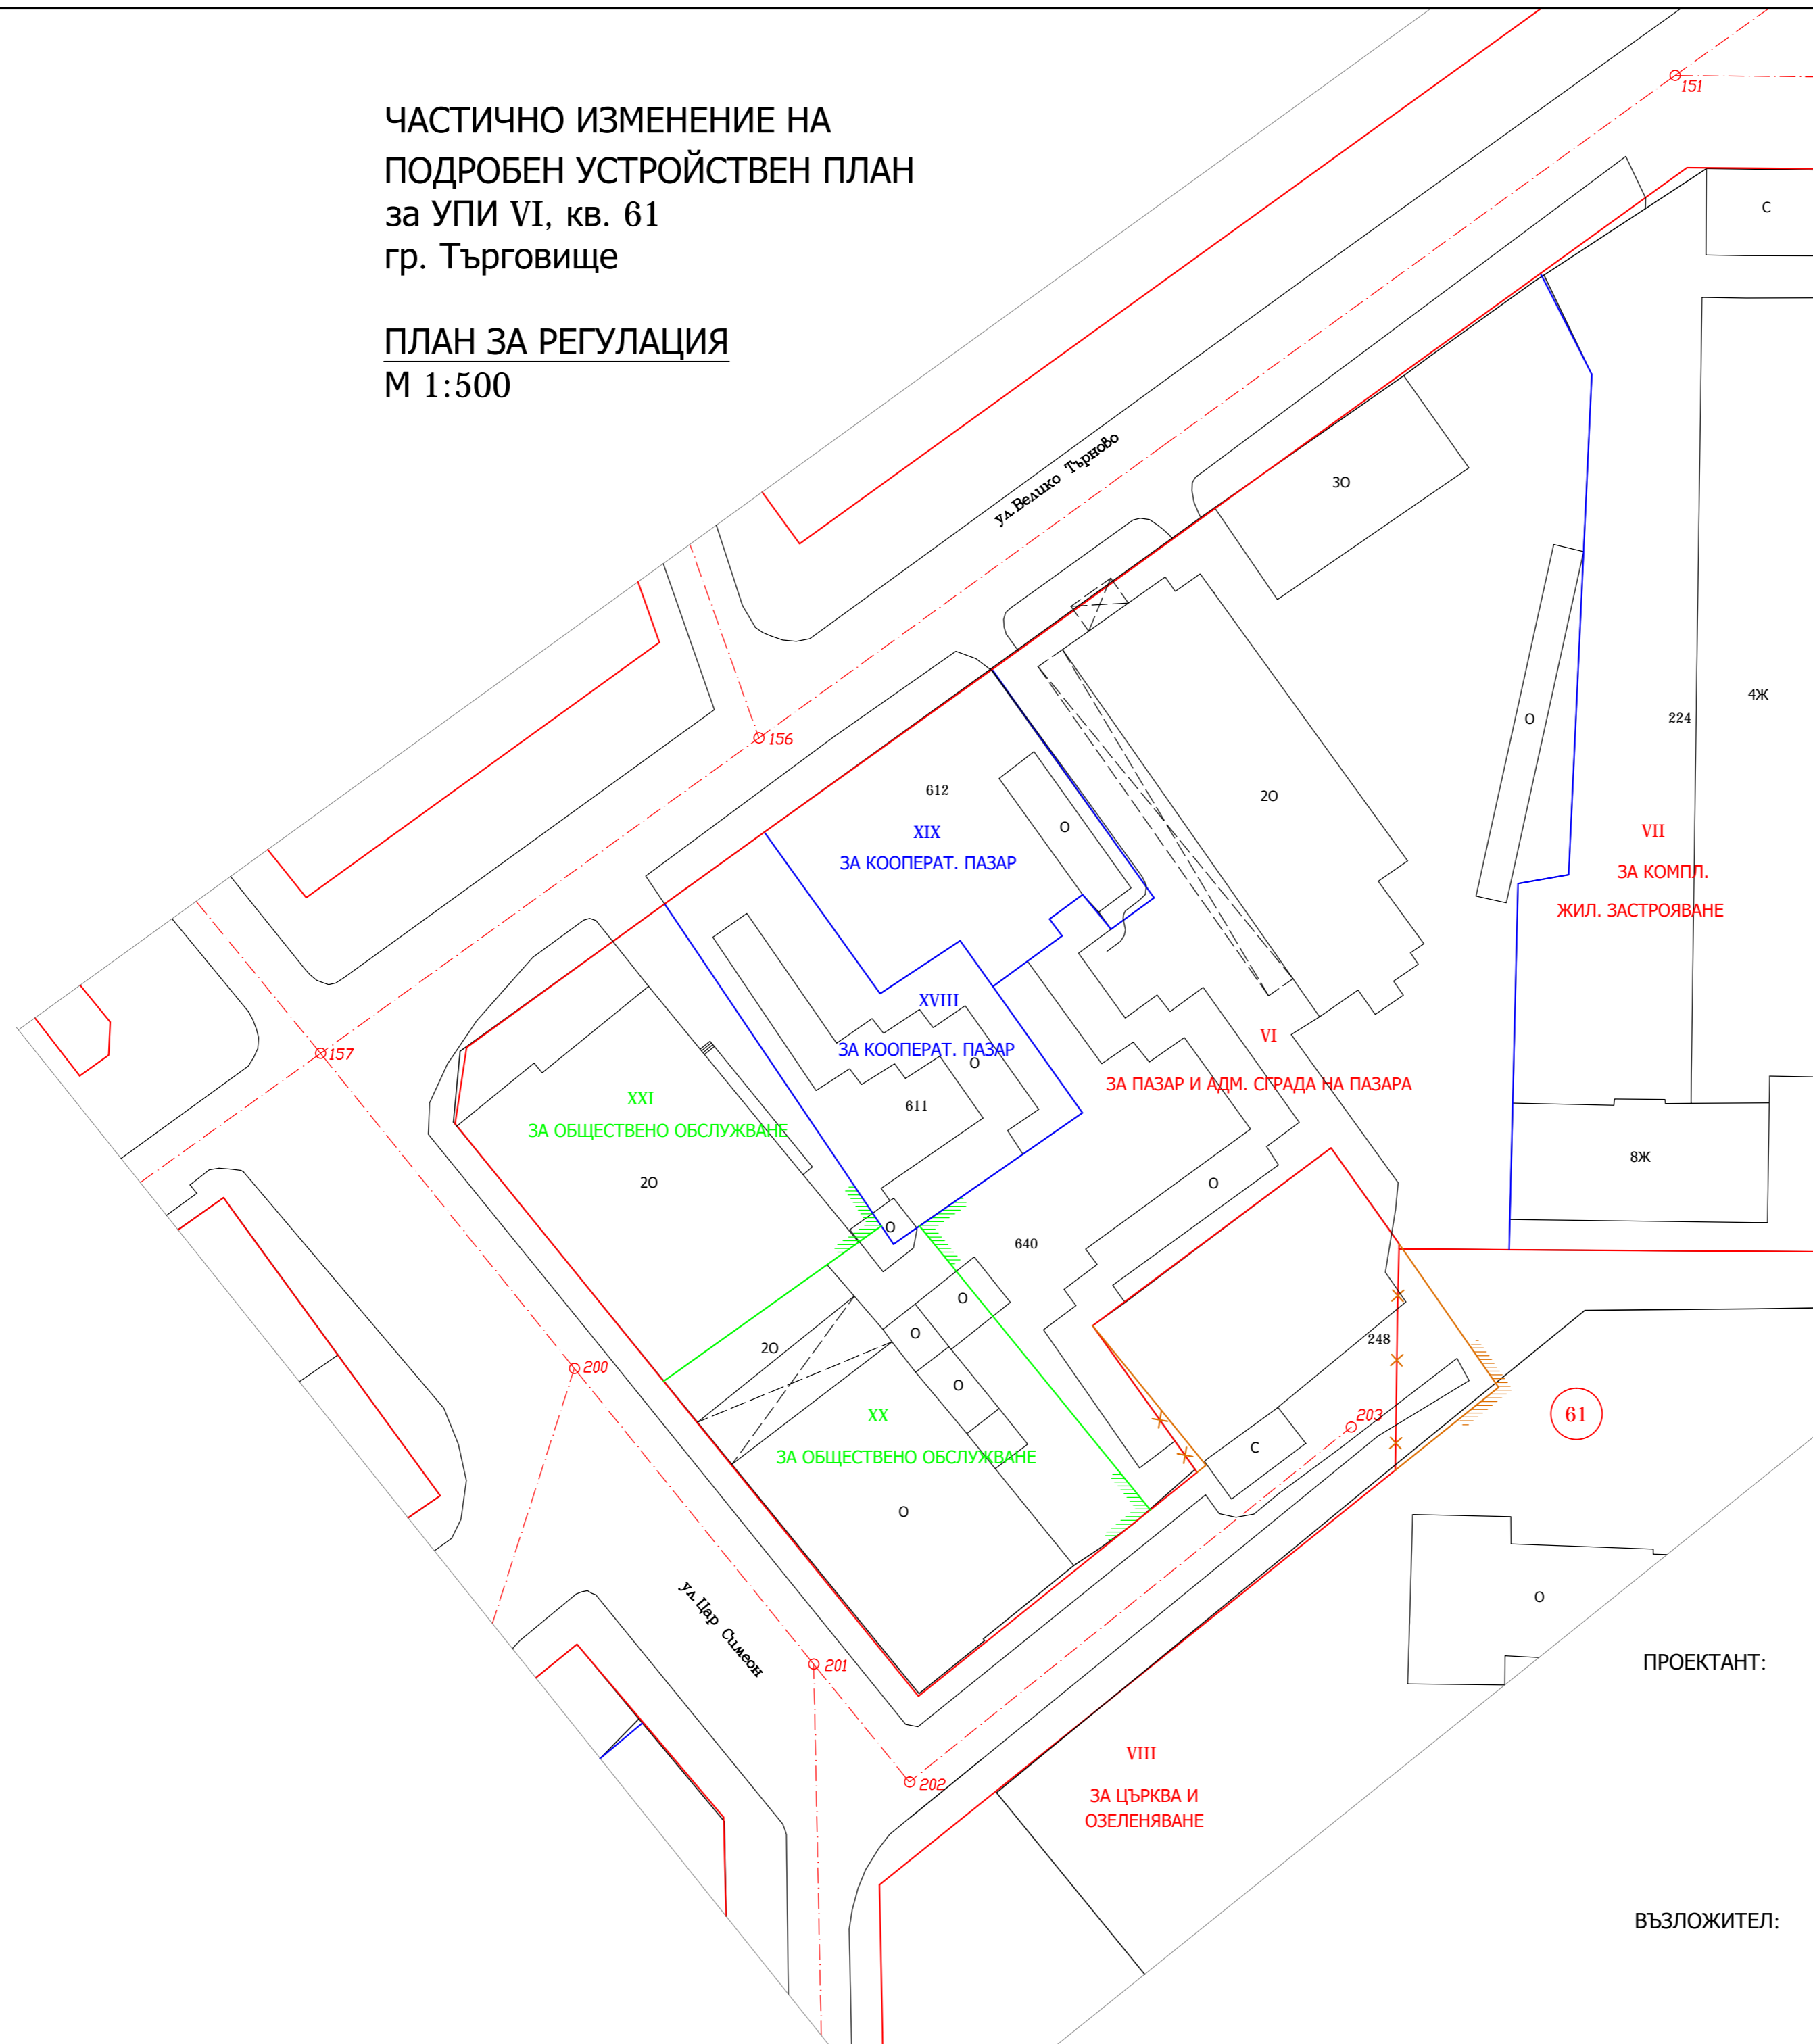 ЧАСТИЧНО ИЗМЕНЕНИЕ НА
ПОДРОБЕН УСТРОЙСТВЕН ПЛАН
за УПИ VI, кв. 61
гр. Търговище
ПЛАН ЗА РЕГУЛАЦИЯ
М 1:500
151
С
ул. Велико Търново
3О
156
612
XIX
ЗА КООПЕРАТ. ПАЗАР
О
2О
О
224
4Ж
VII
ЗА КОМПЛ.
ЖИЛ. ЗАСТРОЯВАНЕ
XVIII
ЗА КООПЕРАТ. ПАЗАР
О
611
VI
ЗА ПАЗАР И АДМ. СГРАДА НА ПАЗАРА
157
XXI
ЗА ОБЩЕСТВЕНО ОБСЛУЖВАНЕ
2О
8Ж
О
О
640
О
О
2О
О
248
200
XX
ЗА ОБЩЕСТВЕНО ОБСЛУЖВАНЕ
О
С
203
61
О
ул. Цар Симеон
201
202
ПРОЕКТАНТ:
VIII
ЗА ЦЪРКВА И
ОЗЕЛЕНЯВАНЕ
ВЪЗЛОЖИТЕЛ: